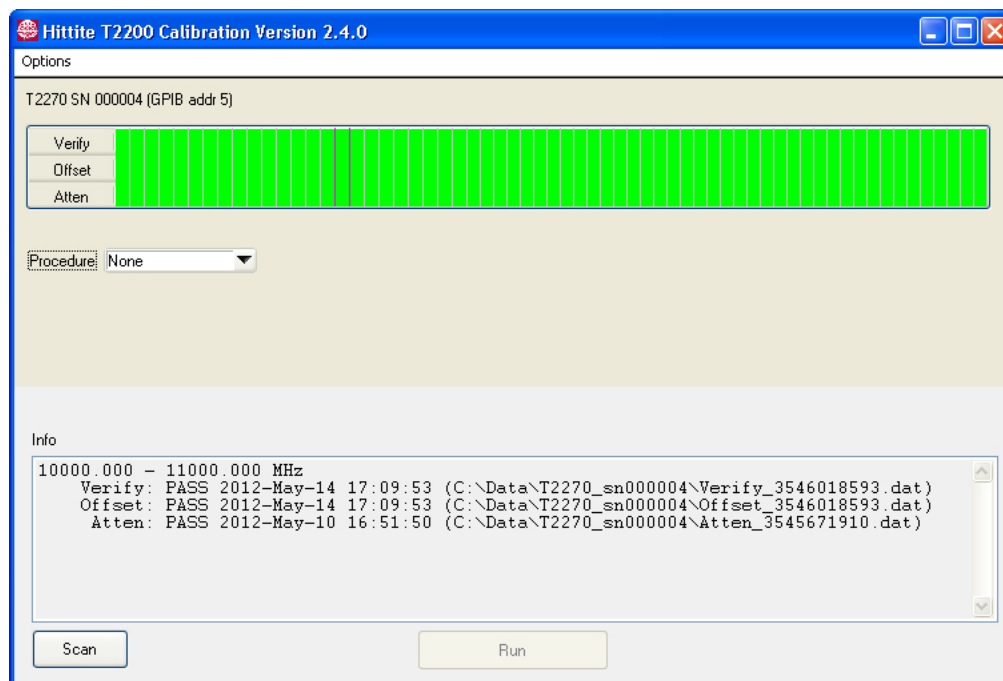 Hittite T2200 Calibration Version 2.4.0
Options
T2270 SN 000004 (GPIB addr 5)
Verify
Offset
Atten
Procedure None
Info
10000.000 – 11000.000 MHz
Verify: PASS 2012-May-14 17:09:53 (C:\Data\T2270_sn000004\Verify_3546018593.dat)
Offset: PASS 2012-May-14 17:09:53 (C:\Data\T2270_sn000004\Offset_3546018593.dat)
Atten: PASS 2012-May-10 16:51:50 (C:\Data\T2270_sn000004\Atten_3545671910.dat)
Scan Run